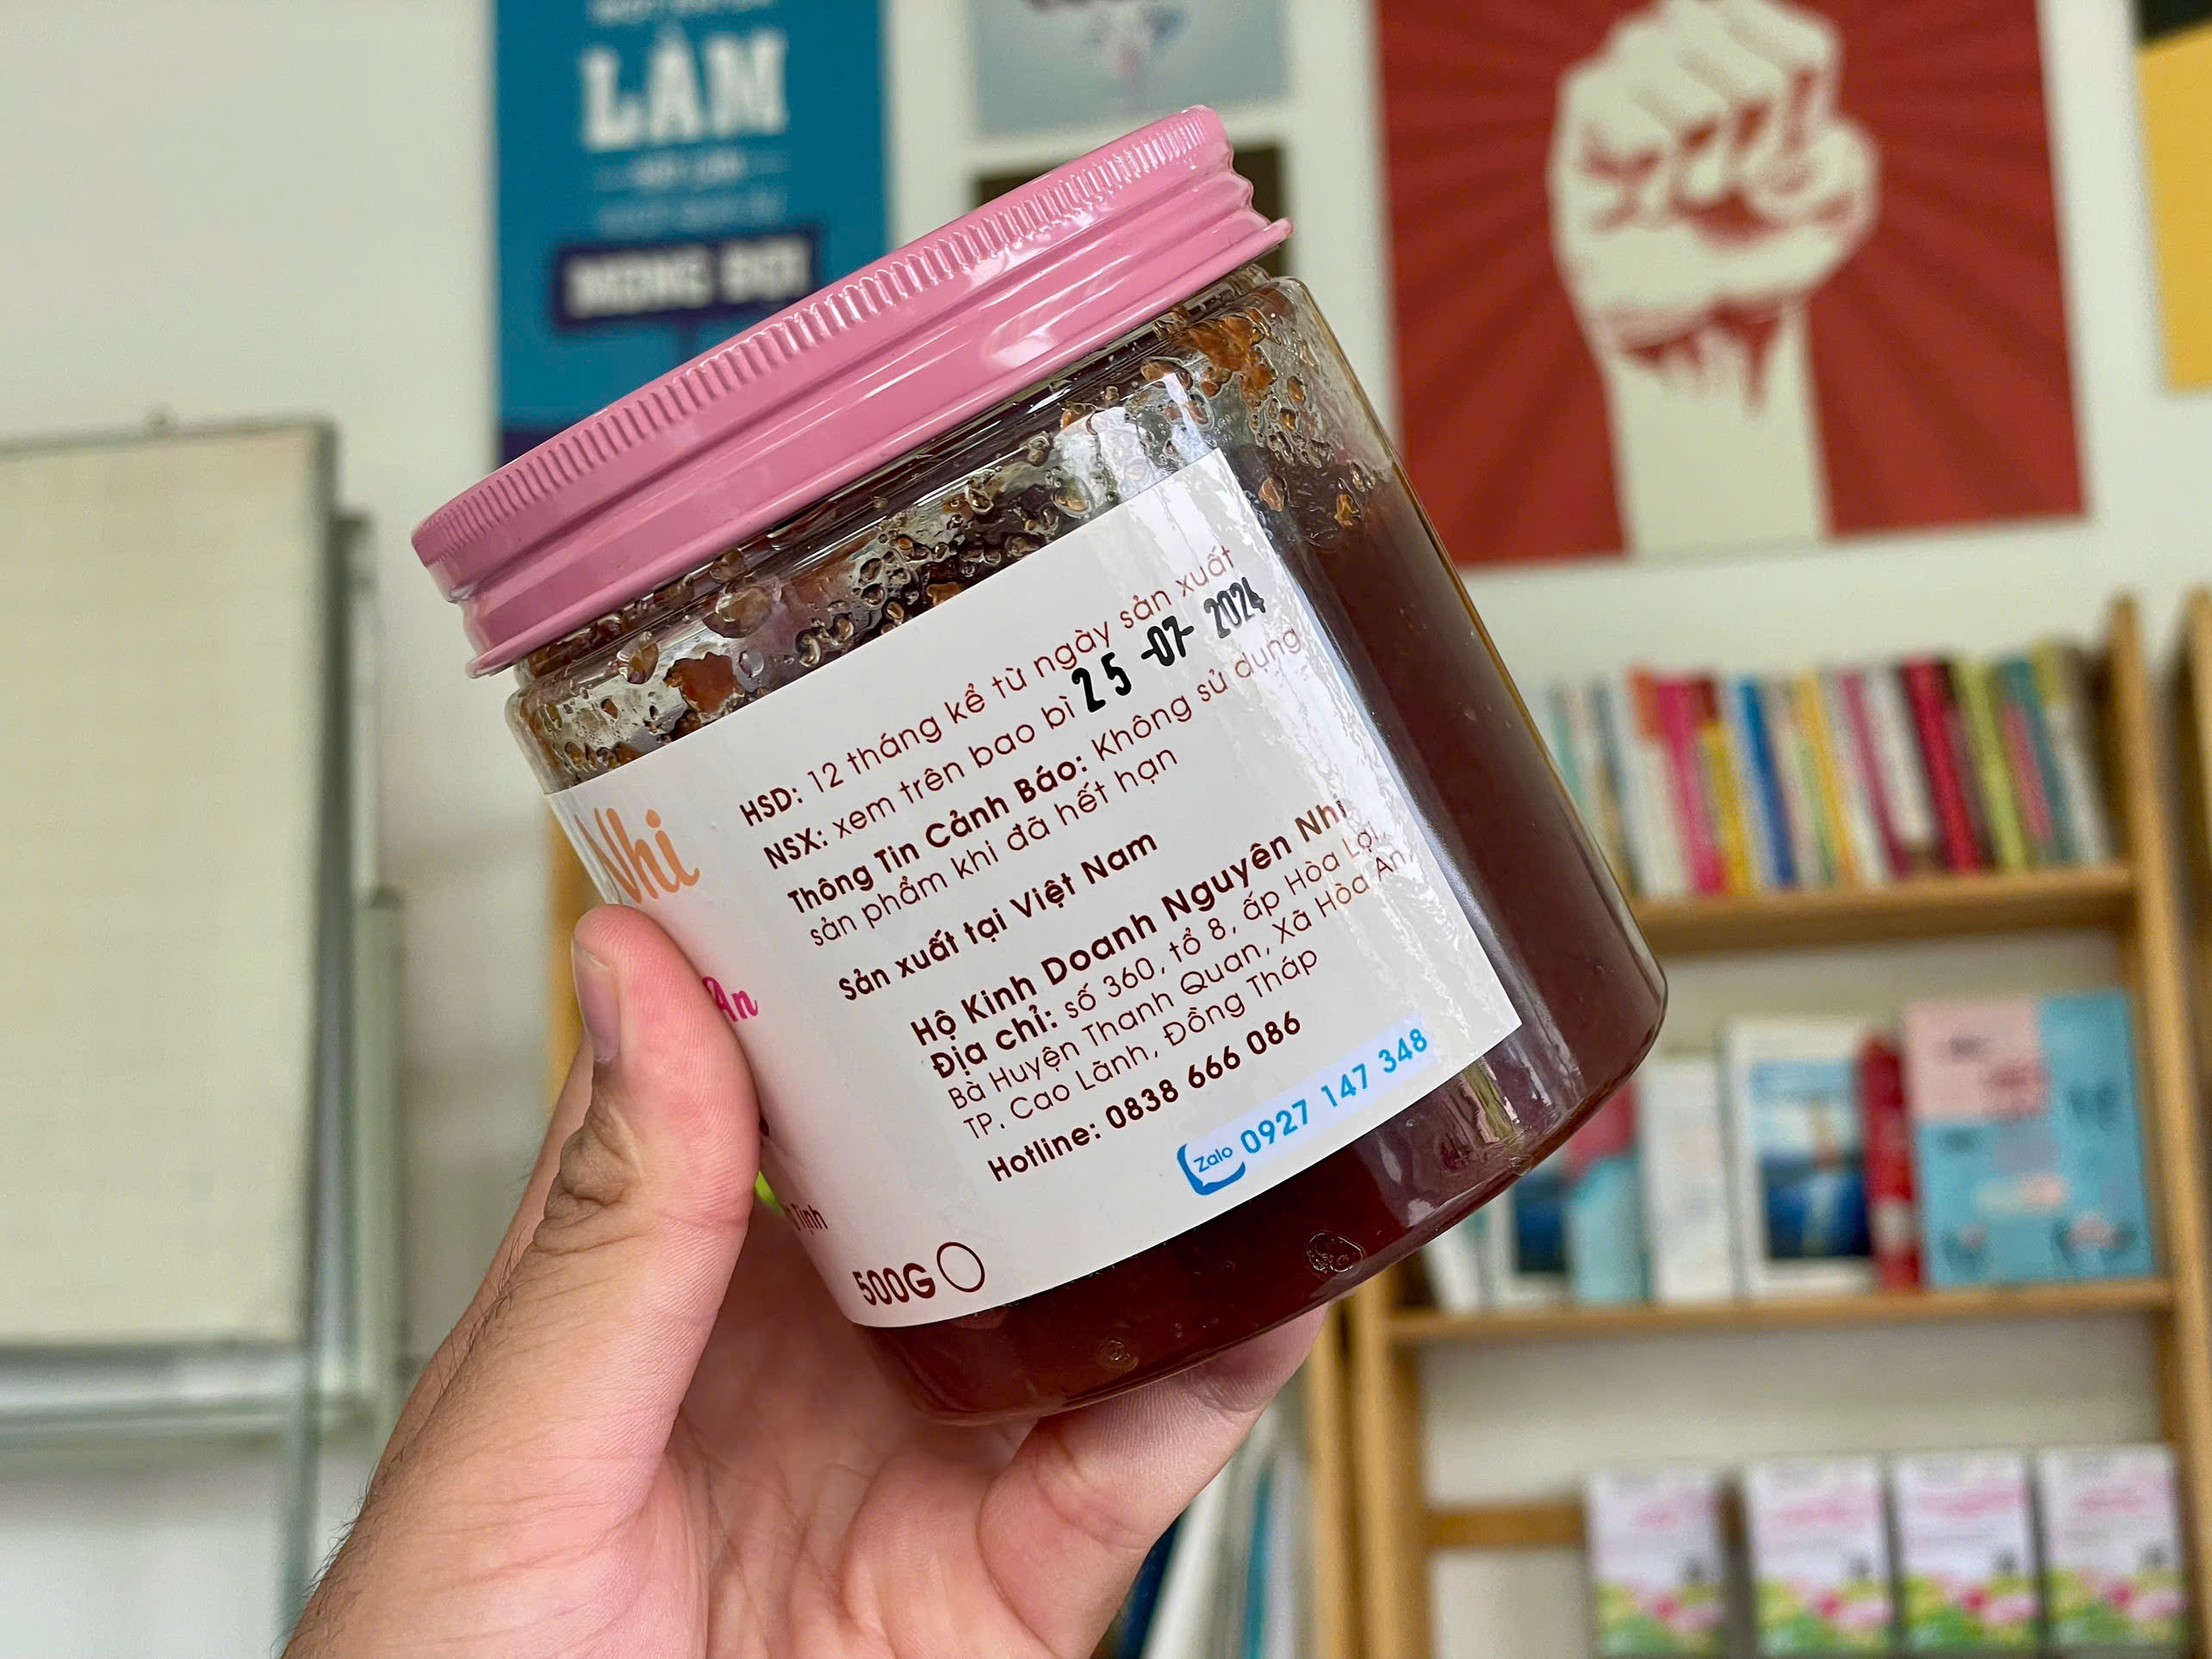 LÀM
MONG ĐỢI
Nhi
An
Tịnh
500G
HSD: 12 tháng kể từ ngày sản xuất
NSX: xem trên bao bì 25-07-2024
Thông Tin Cảnh Báo: Không sử dụng
sản phẩm khi đã hết hạn
Sản xuất tại Việt Nam
Hộ Kinh Doanh Nguyên Nhi
Địa chỉ: số 360, tổ 8, ấp Hòa Lợi,
Bà Huyện Thanh Quan, Xã Hòa An,
TP. Cao Lãnh, Đồng Tháp
Hotline: 0838 666 086
Zalo 0927 147 348